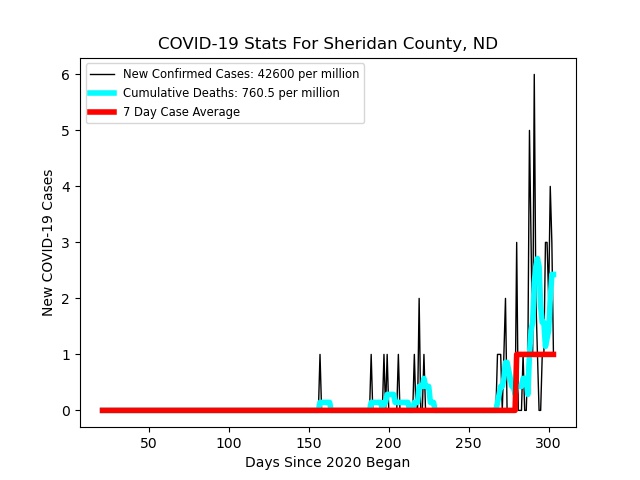 COVID-19 Stats For Sheridan County, ND
New Confirmed Cases: 42600 per million
Cumulative Deaths: 760.5 per million
7 Day Case Average
New COVID-19 Cases
6
5
4
3
2
1
0
50 100 150 200 250 300
Days Since 2020 Began